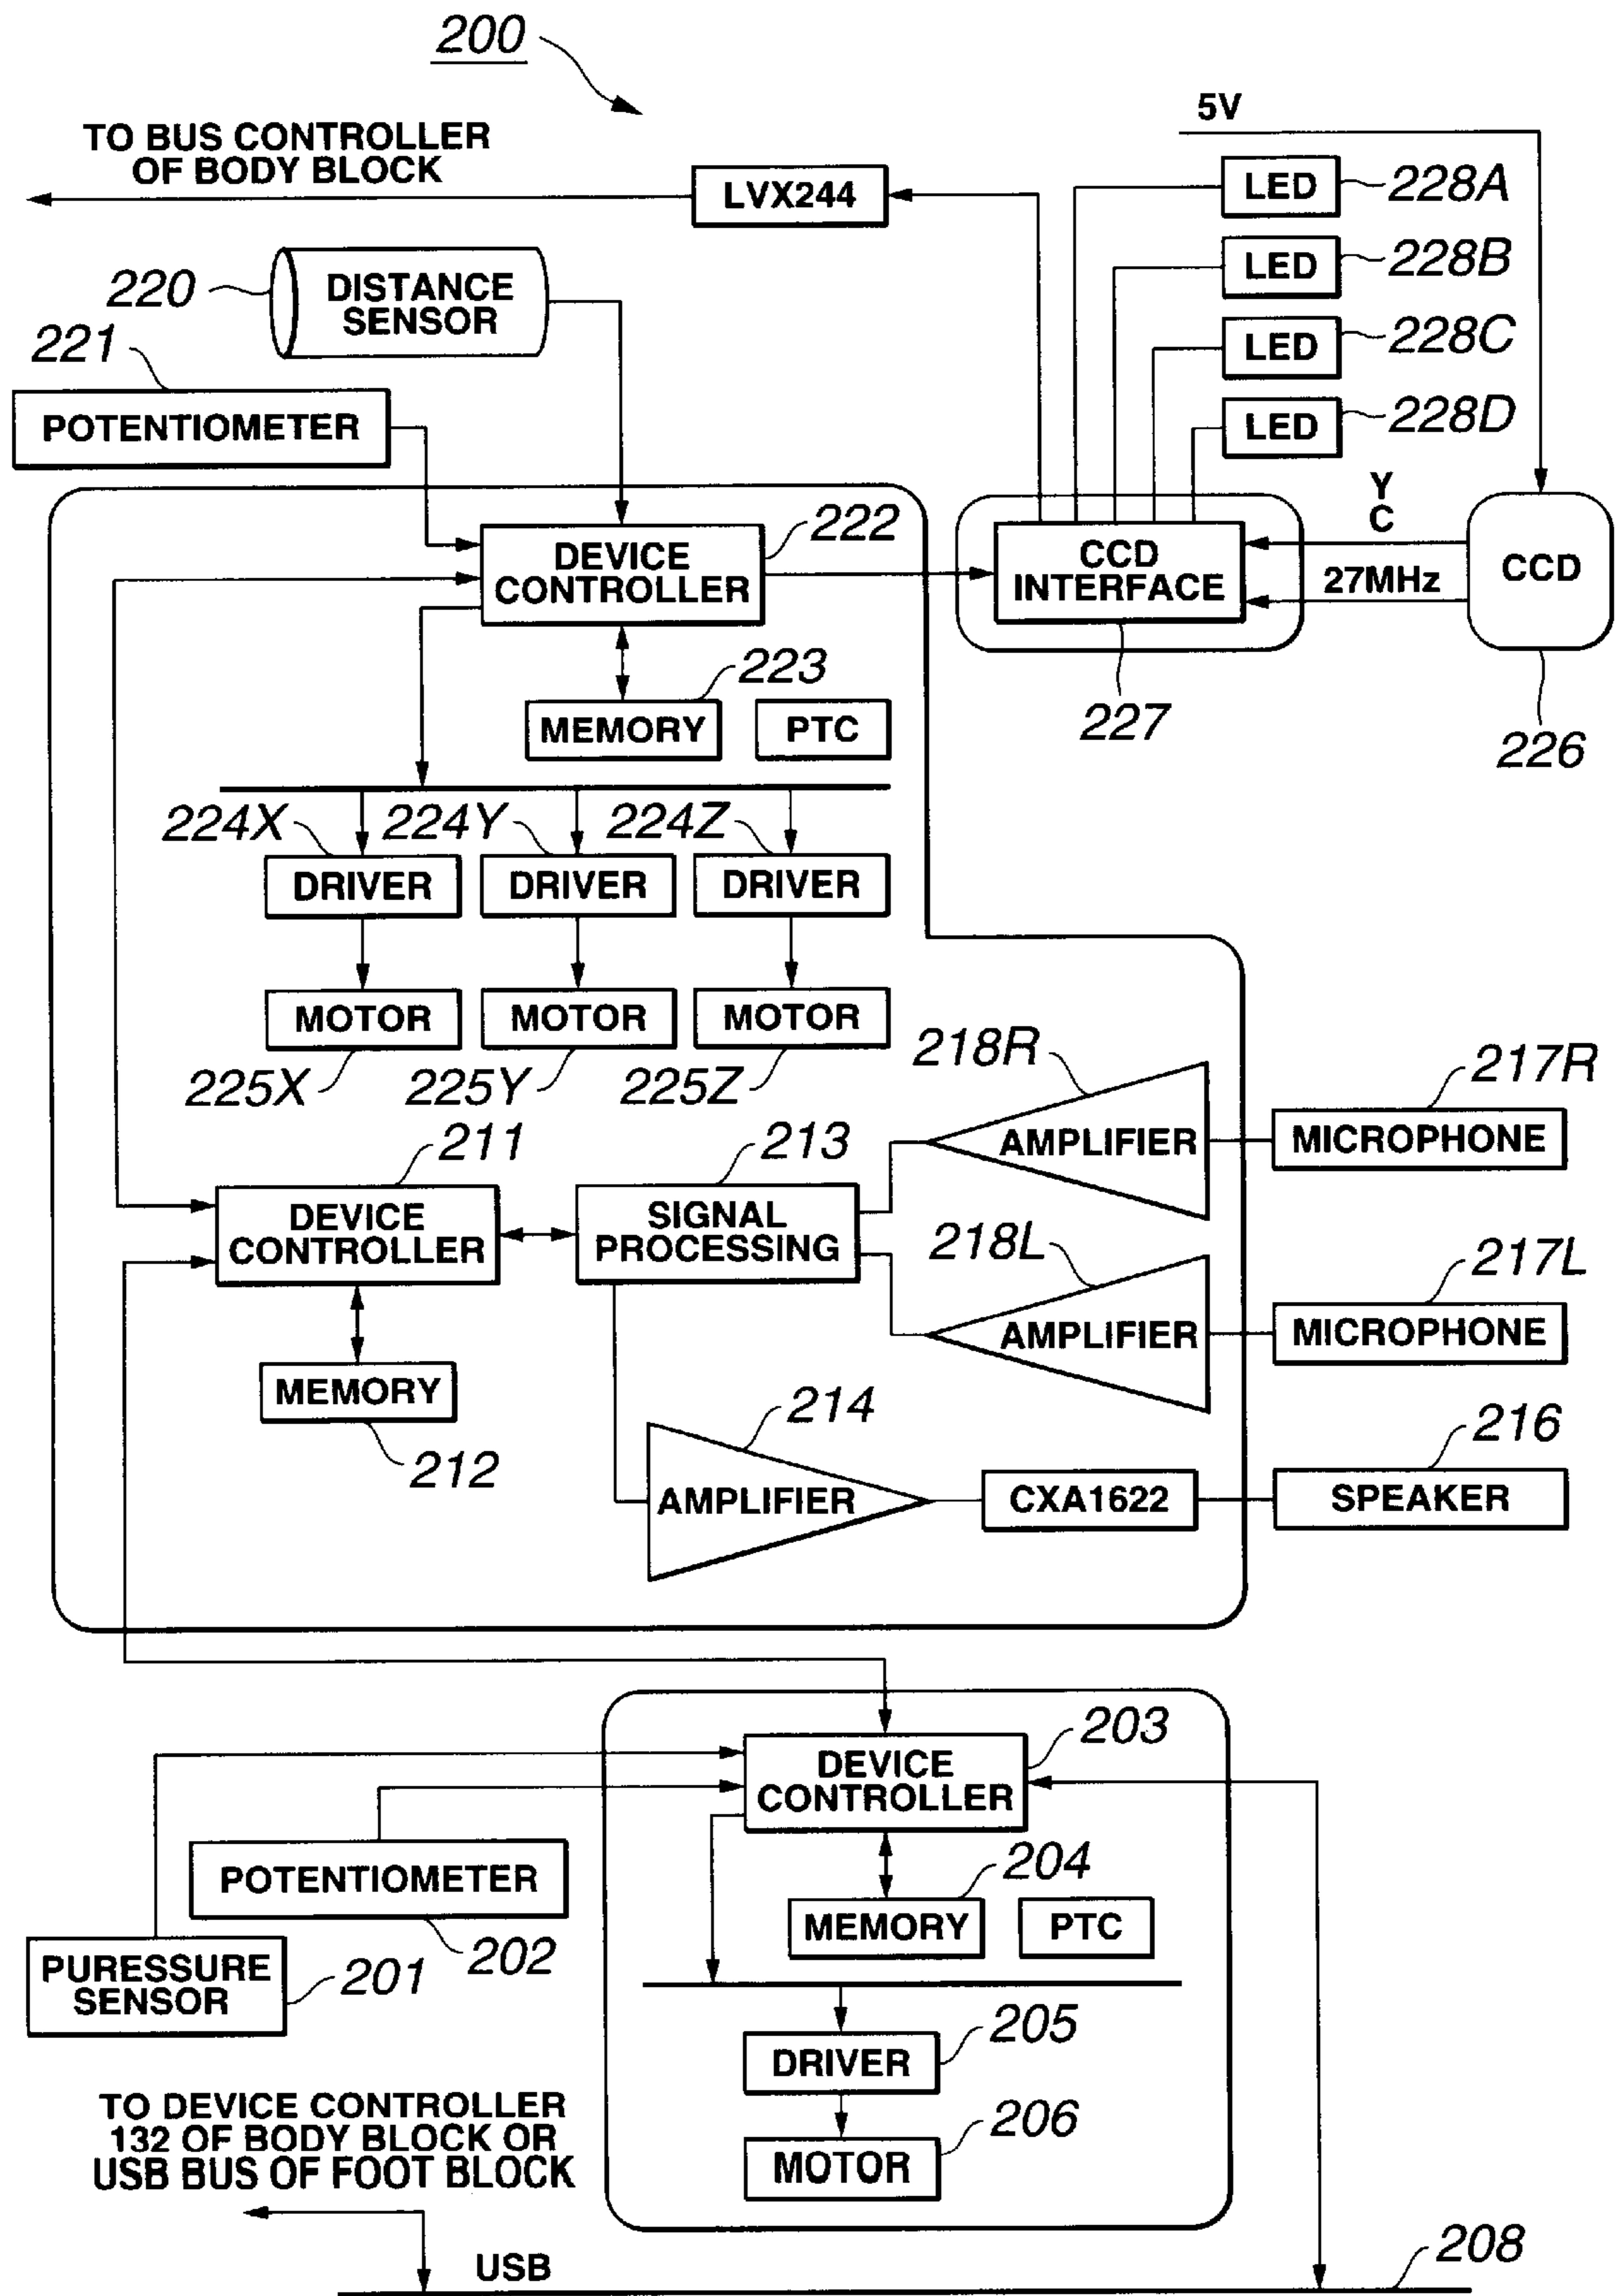 200
5V
TO BUS CONTROLLER
OF BODY BLOCK
LVX244
LED
228A
LED
228B
LED
228C
LED
228D
220
DISTANCE
SENSOR
221
POTENTIOMETER
222
DEVICE
CONTROLLER
CCD
INTERFACE
Y
C
27MHz
CCD
227
226
223
MEMORY
PTC
224X
224Y
224Z
DRIVER
DRIVER
DRIVER
MOTOR
MOTOR
MOTOR
225X
225Y
225Z
218R
217R
AMPLIFIER
MICROPHONE
211
213
DEVICE
CONTROLLER
SIGNAL
PROCESSING
218L
217L
AMPLIFIER
MICROPHONE
MEMORY
212
214
216
AMPLIFIER
CXA1622
SPEAKER
203
DEVICE
CONTROLLER
POTENTIOMETER
202
204
MEMORY
PTC
PURESSURE
SENSOR
201
205
DRIVER
206
MOTOR
TO DEVICE CONTROLLER
132 OF BODY BLOCK OR
USB BUS OF FOOT BLOCK
USB
208